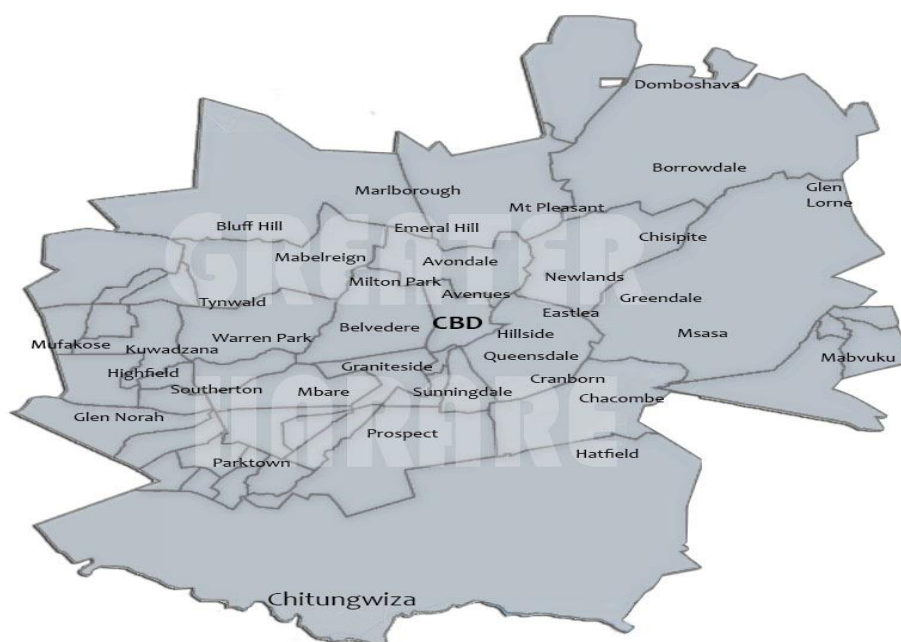 Domboshava
Borrowdale
Glen
Lorne
Marlborough
Mt Pleasant
GREATER
Bluff Hill
Emeral Hill
Chisipite
Mabelreign
Avondale
Milton Park
Newlands
Avenues
Greendale
Tynwald
Eastlea
Belvedere
CBD
Hillside
Msasa
Warren Park
Mufakose
Kuwadzana
Queensdale
Mabvuku
Graniteside
Highfield
Cranborn
Southerton
Mbare
Sunningdale
Chacombe
HARARE
Glen Norah
Prospect
Parktown
Hatfield
Chitungwiza